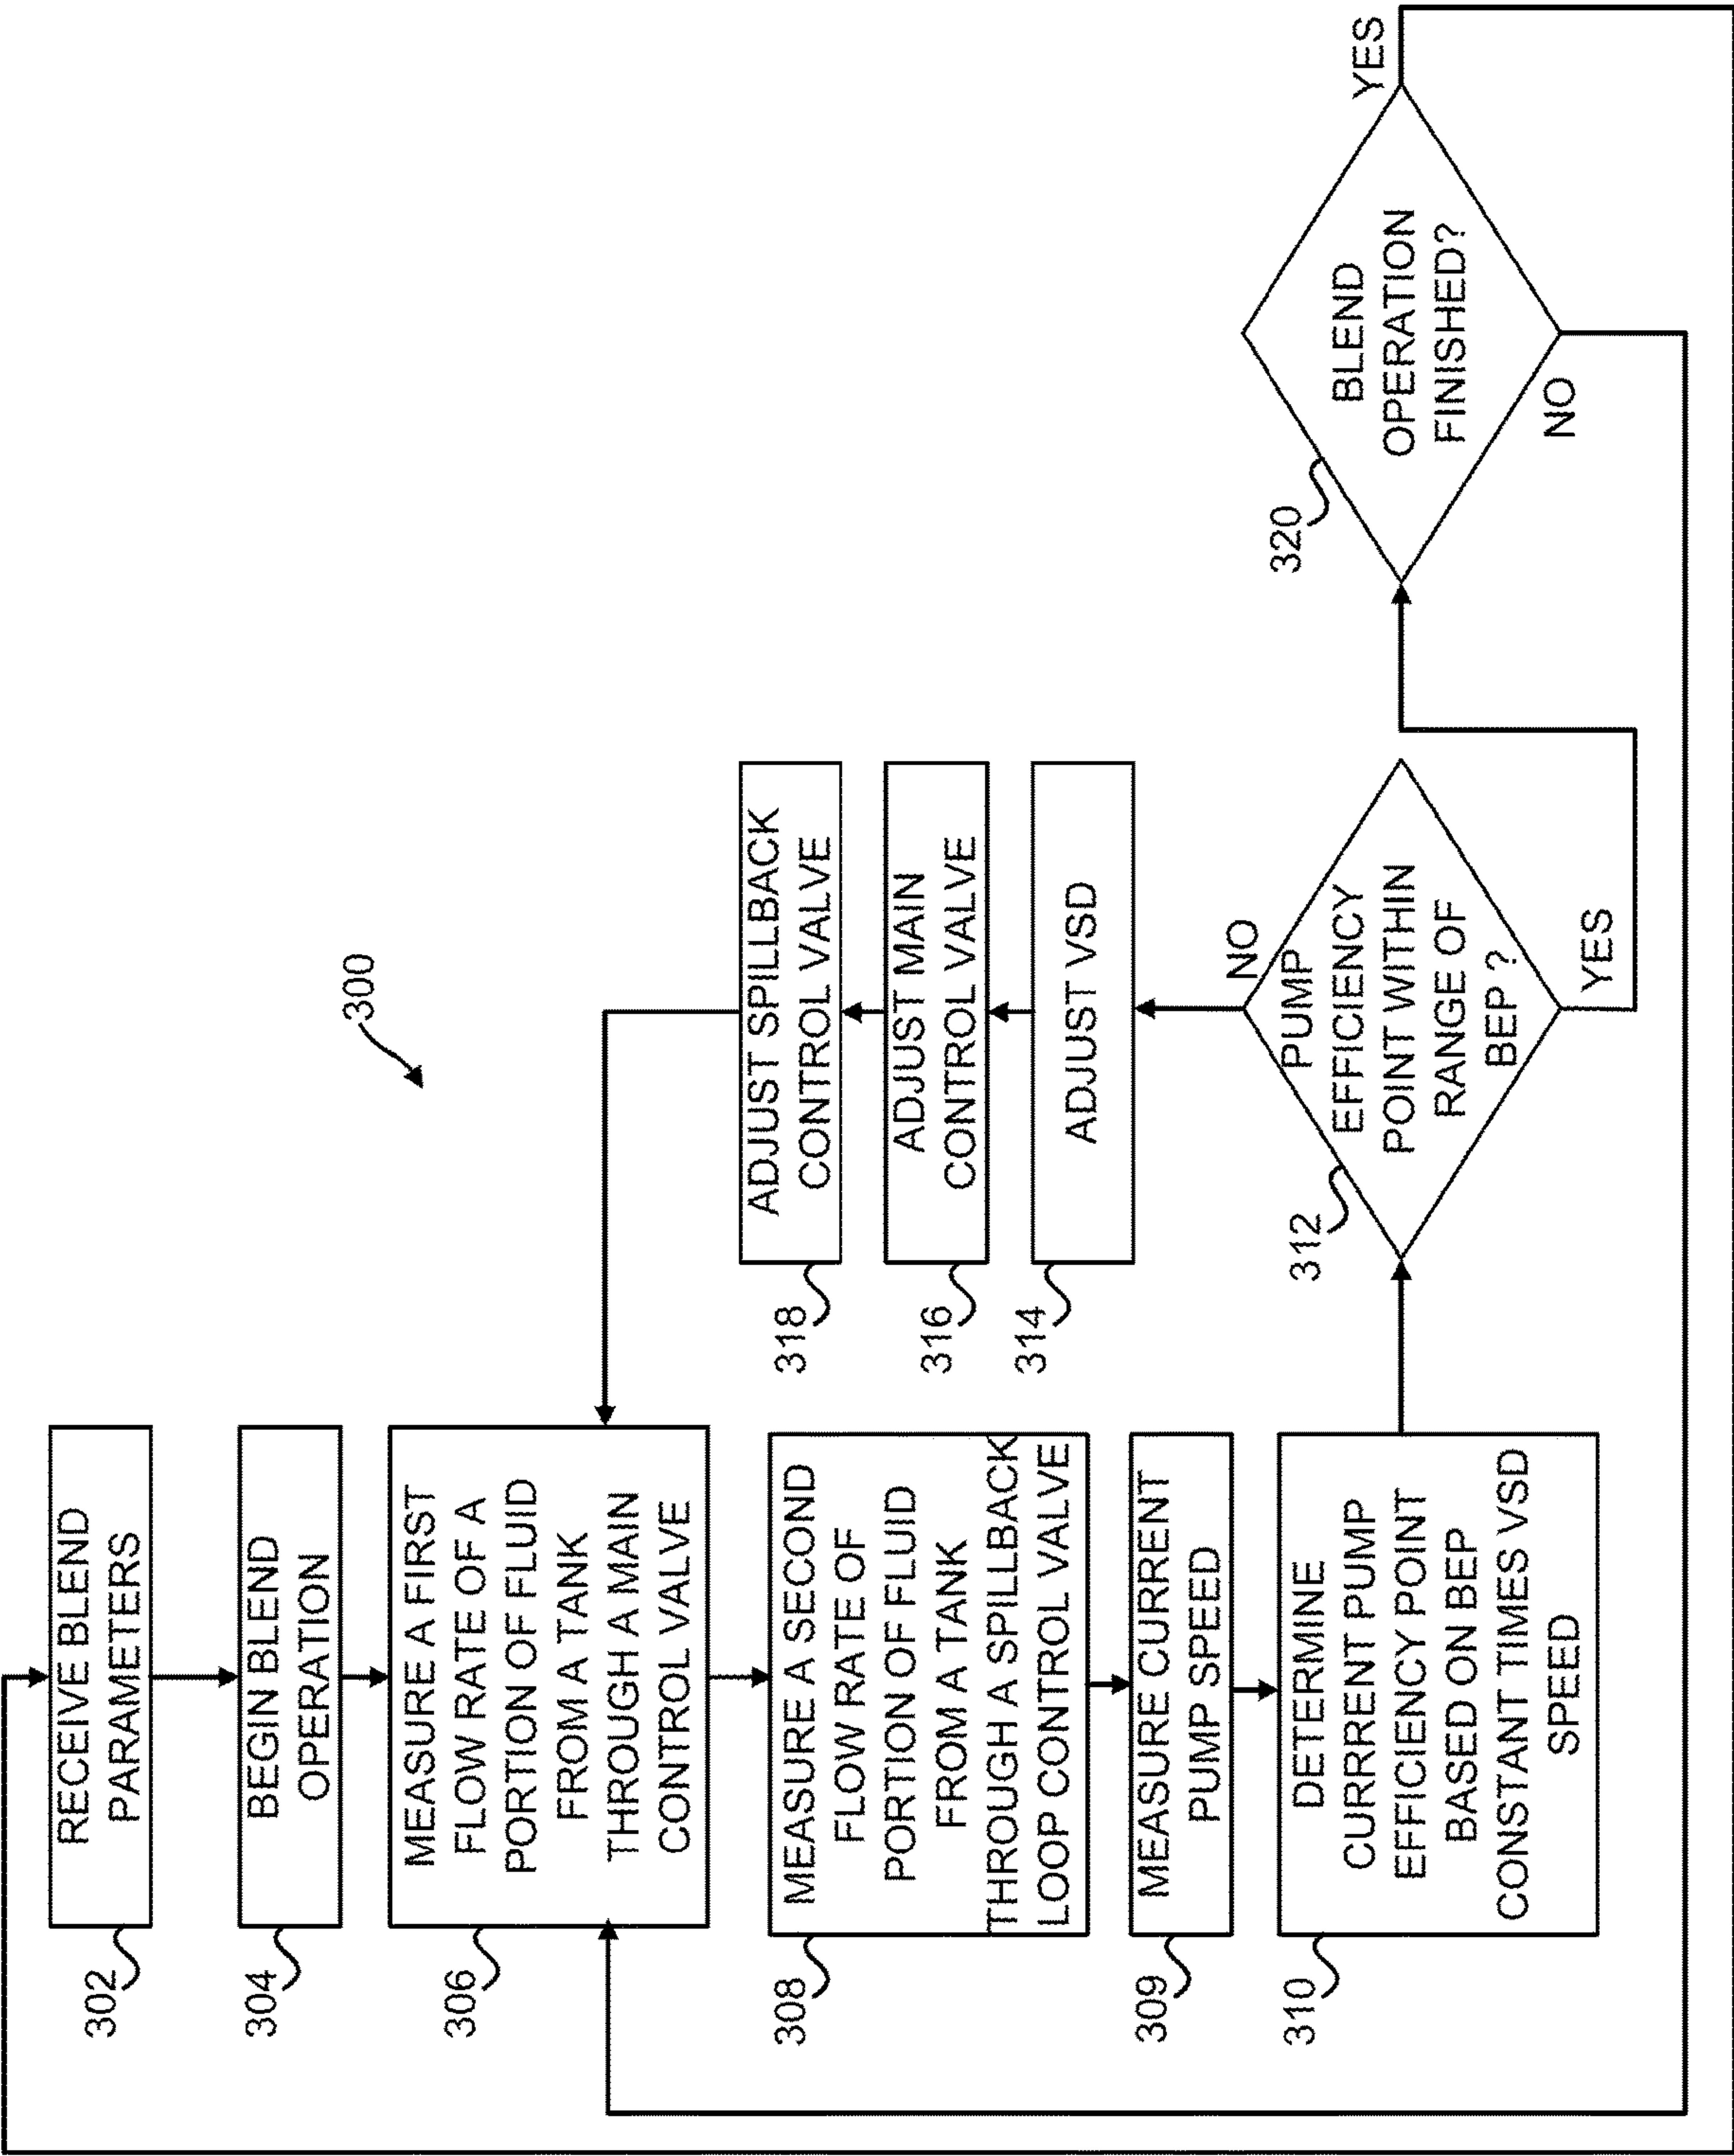 300
302
RECEIVE BLEND
PARAMETERS
304
BEGIN BLEND
OPERATION
306
MEASURE A FIRST
FLOW RATE OF A
PORTION OF FLUID
FROM A TANK
THROUGH A MAIN
CONTROL VALVE
308
MEASURE A SECOND
FLOW RATE OF
PORTION OF FLUID
FROM A TANK
THROUGH A SPILLBACK
LOOP CONTROL VALVE
309
MEASURE CURRENT
PUMP SPEED
310
DETERMINE
CURRRENT PUMP
EFFICIENCY POINT
BASED ON BEP
CONSTANT TIMES VSD
SPEED
312
PUMP
EFFICIENCY
POINT WITHIN
RANGE OF
BEP ?
NO
YES
314
ADJUST VSD
316
ADJUST MAIN
CONTROL VALVE
318
ADJUST SPILLBACK
CONTROL VALVE
320
BLEND
OPERATION
FINISHED?
YES
NO